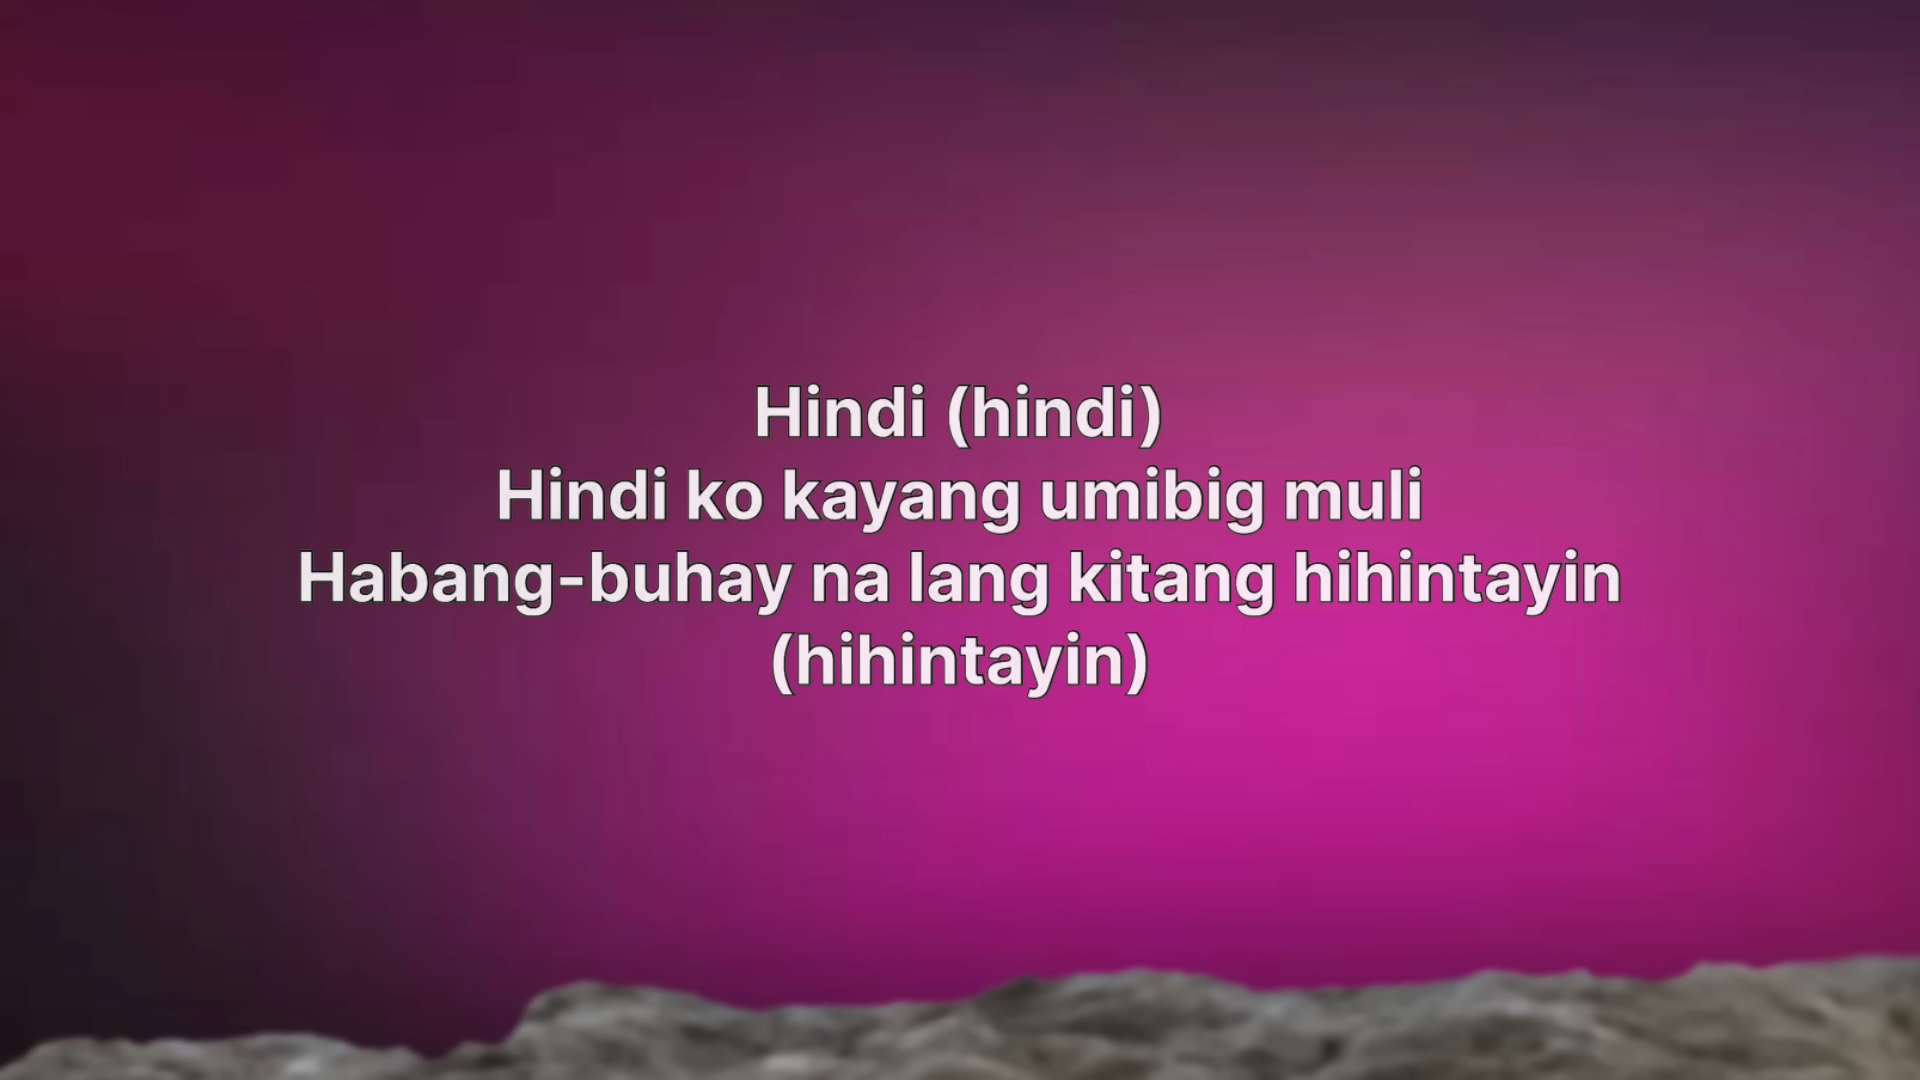 Hindi (hindi)
Hindi ko kayang umibig muli
Habang-buhay na lang kitang hihintayin
(hihintayin)